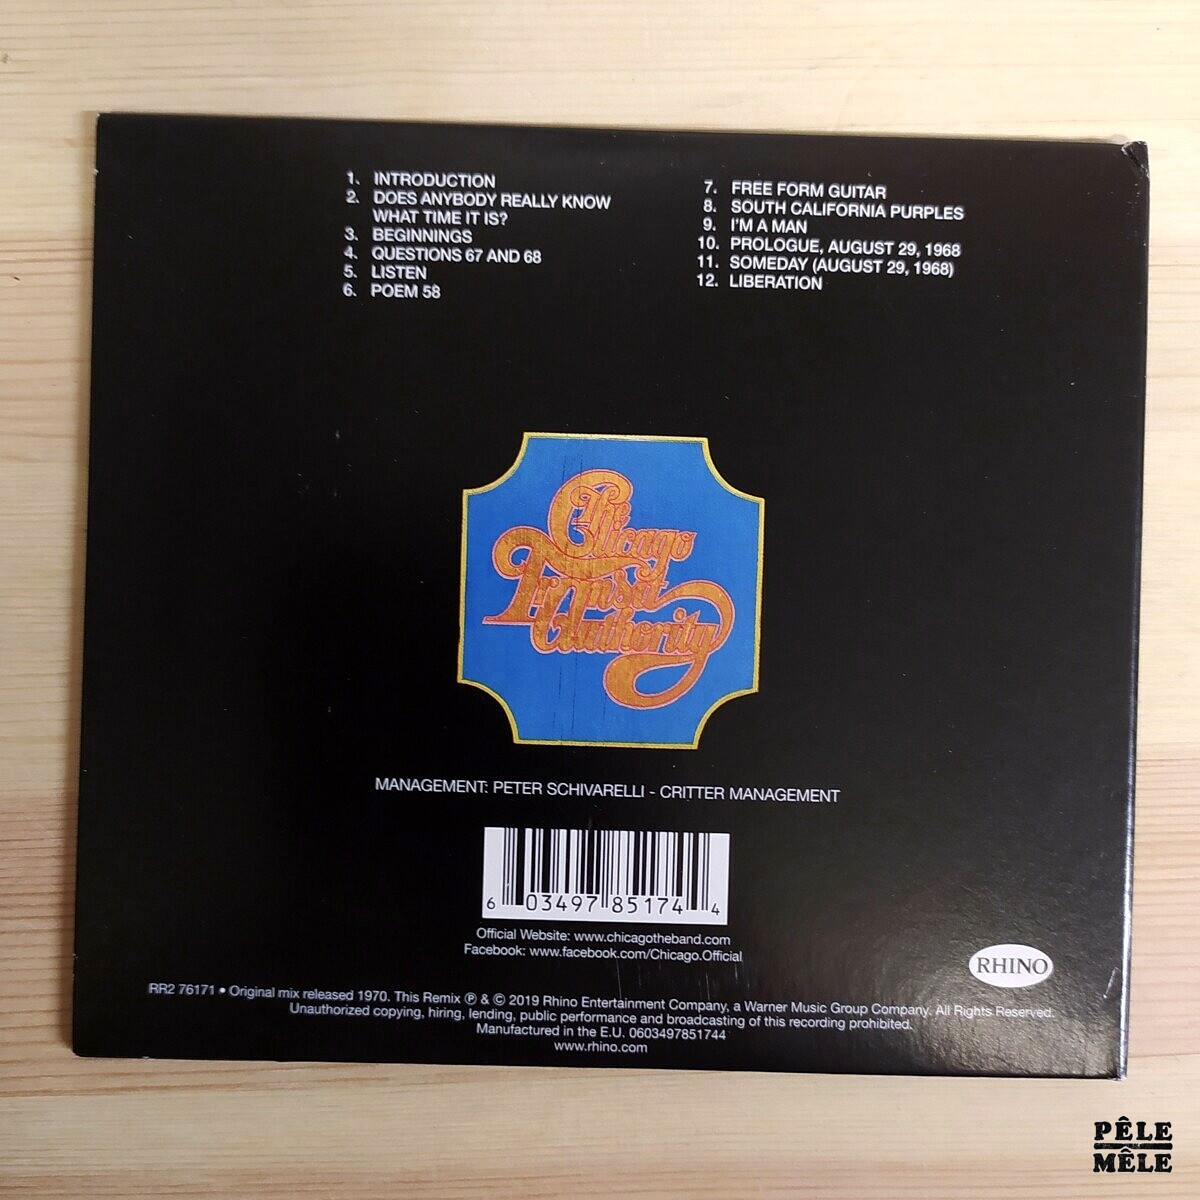 1. INTRODUCTION
2. DOES ANYBODY REALLY KNOW
WHAT TIME IT IS?
3. BEGINNINGS
4. QUESTIONS 67 AND 68
5. LISTEN
6. POEM 58
7. FREE FORM GUITAR
8. SOUTH CALIFORNIA PURPLES
9. I'M A MAN
10. PROLOGUE, AUGUST 29, 1968
11. SOMEDAY (AUGUST 29, 1968)
12. LIBERATION
The
Chicago
Transit
Authority
MANAGEMENT: PETER SCHIVARELLI - CRITTER MANAGEMENT
6 03497 85174 4
Official Website: www.chicagotheband.com
Facebook: www.facebook.com/Chicago.Official
RHINO
RR2 76171 • Original mix released 1970. This Remix ℗ & © 2019 Rhino Entertainment Company, a Warner Music Group Company. All Rights Reserved.
Unauthorized copying, hiring, lending, public performance and broadcasting of this recording prohibited.
Manufactured in the E.U. 0603497851744
www.rhino.com
PÊLE
MÊLE